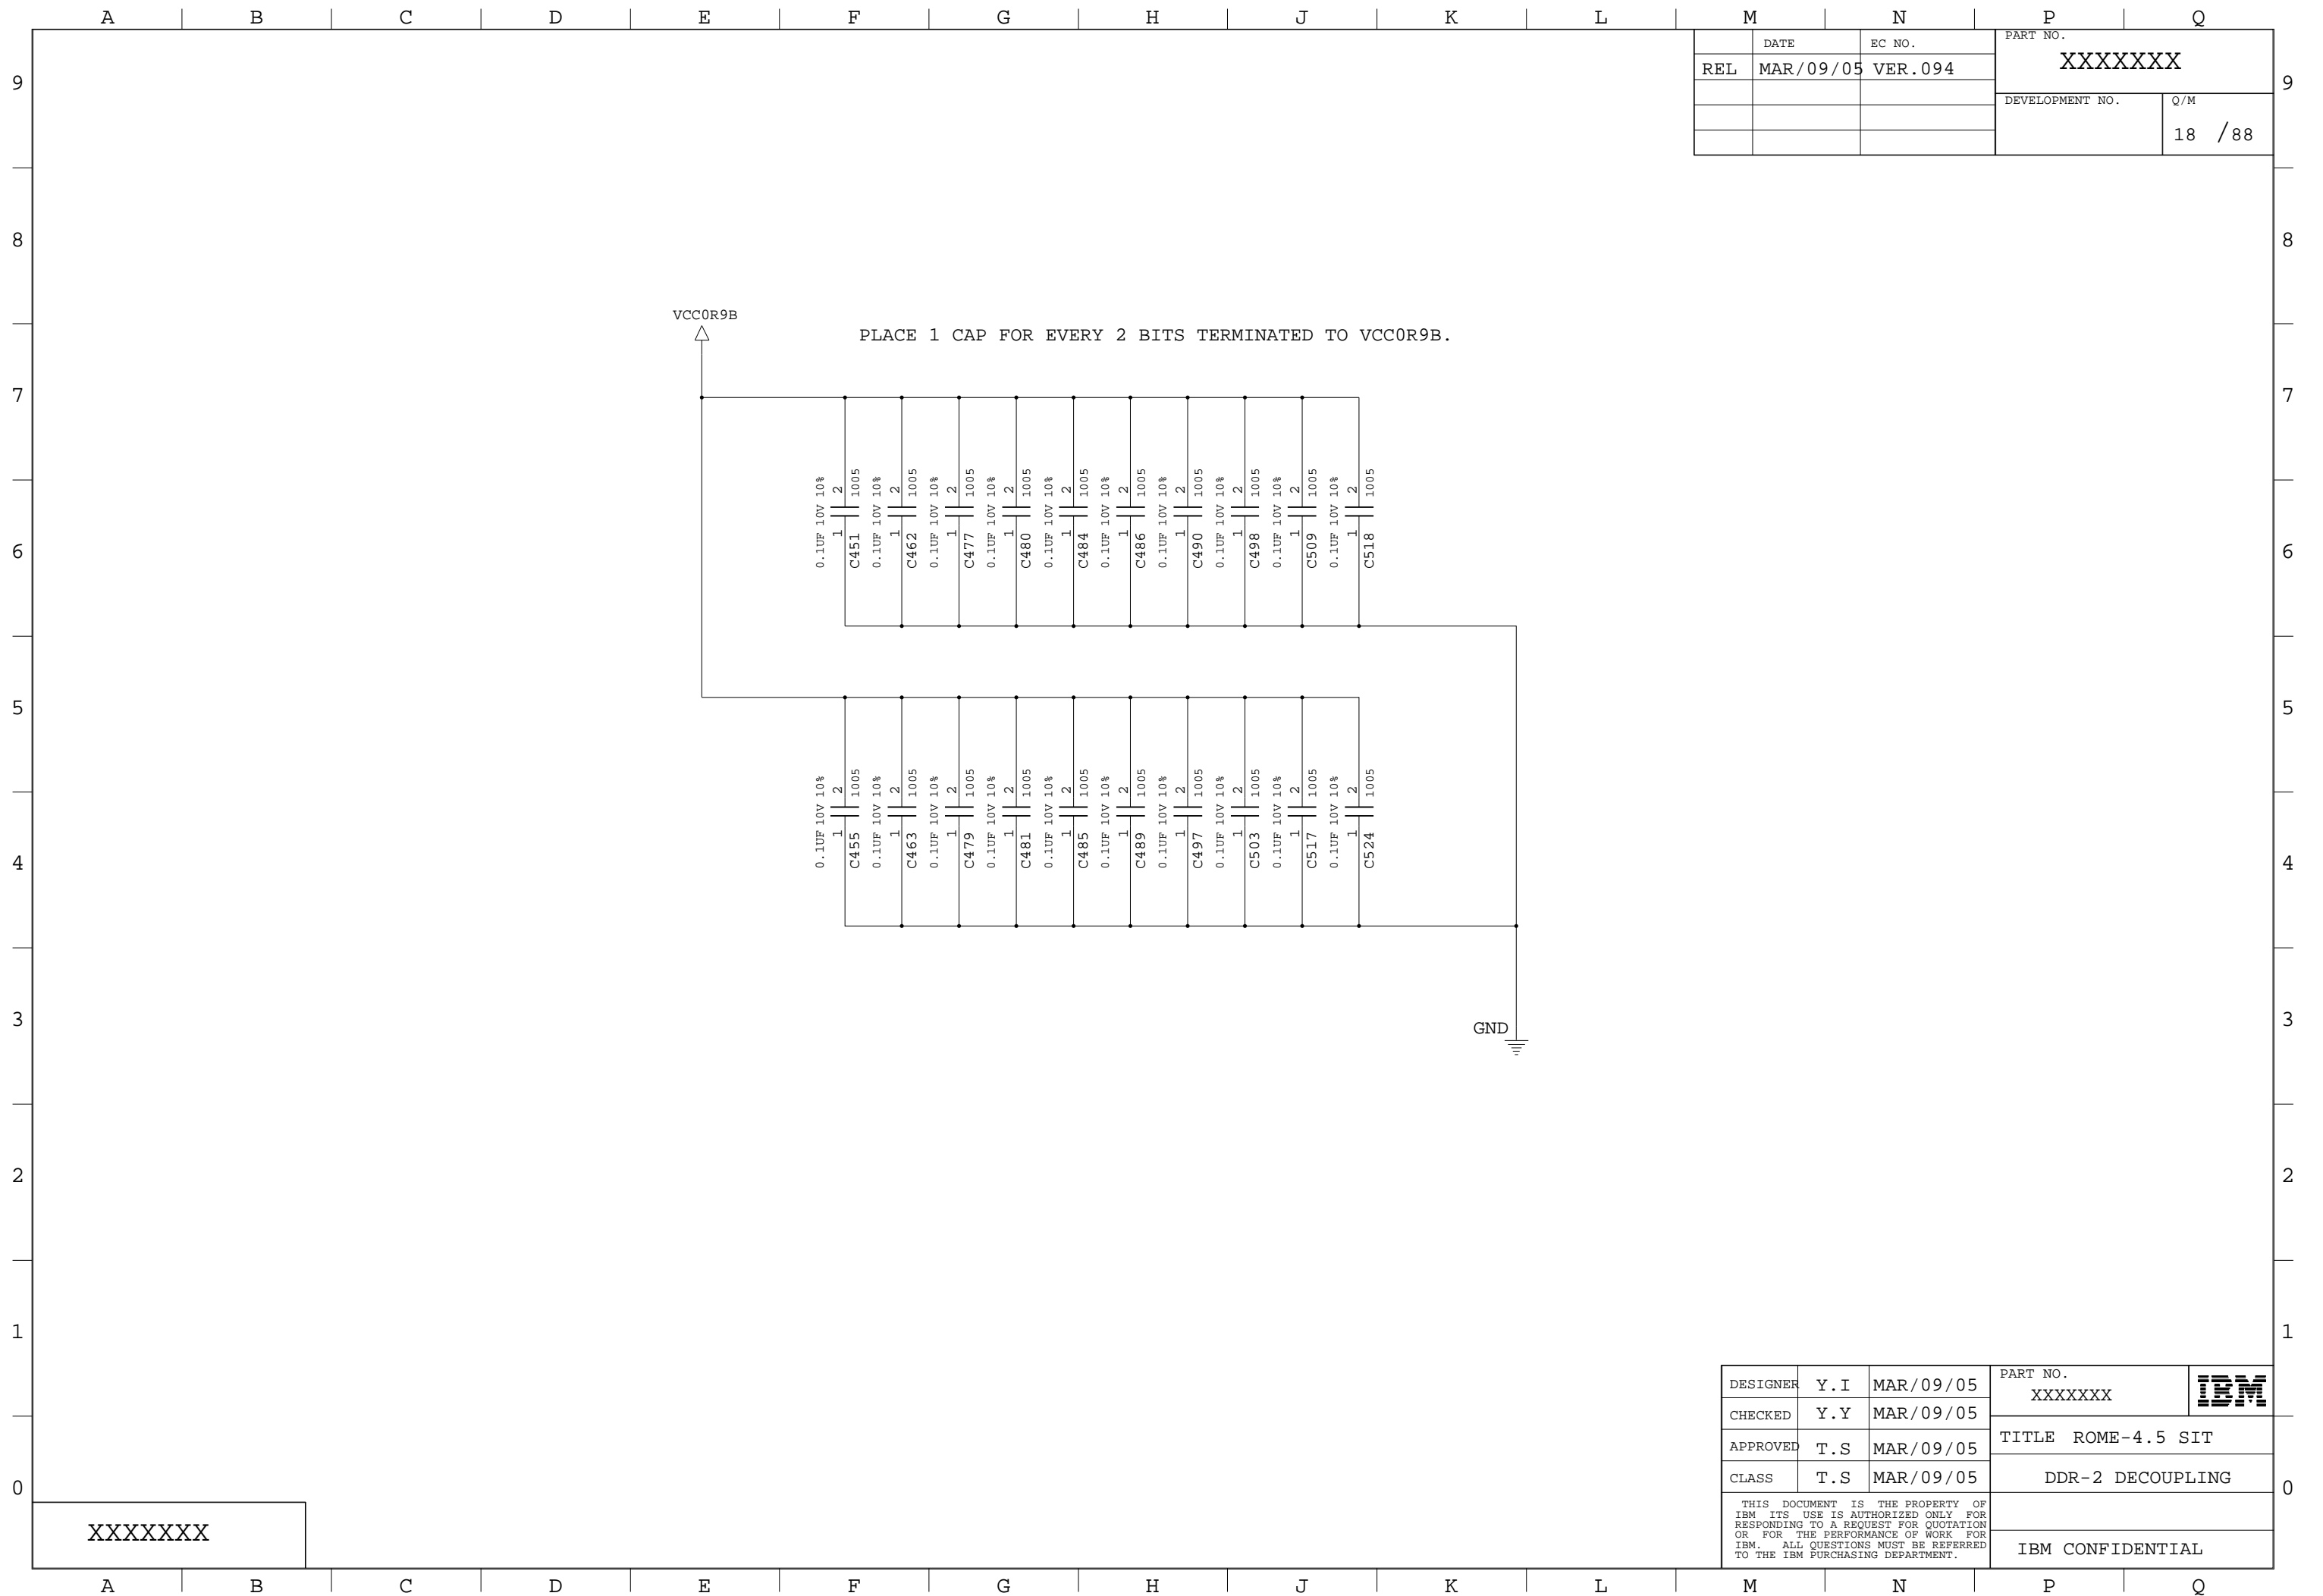 A B C D E F G H J K L M N P Q
DATE EC NO.
REL MAR/09/05 VER.094
PART NO.
XXXXXXX
DEVELOPMENT NO.
Q/M
18 /88
9 9
8 8
7 7
6 6
5 5
4 4
3 3
2 2
1 1
0 0
VCC0R9B
PLACE 1 CAP FOR EVERY 2 BITS TERMINATED TO VCC0R9B.
0.1UF 10V 10% 1 2 C451 1005
0.1UF 10V 10% 1 2 C462 1005
0.1UF 10V 10% 1 2 C477 1005
0.1UF 10V 10% 1 2 C480 1005
0.1UF 10V 10% 1 2 C484 1005
0.1UF 10V 10% 1 2 C486 1005
0.1UF 10V 10% 1 2 C490 1005
0.1UF 10V 10% 1 2 C498 1005
0.1UF 10V 10% 1 2 C509 1005
0.1UF 10V 10% 1 2 C518 1005
0.1UF 10V 10% 1 2 C455 1005
0.1UF 10V 10% 1 2 C463 1005
0.1UF 10V 10% 1 2 C479 1005
0.1UF 10V 10% 1 2 C481 1005
0.1UF 10V 10% 1 2 C485 1005
0.1UF 10V 10% 1 2 C489 1005
0.1UF 10V 10% 1 2 C497 1005
0.1UF 10V 10% 1 2 C503 1005
0.1UF 10V 10% 1 2 C517 1005
0.1UF 10V 10% 1 2 C524 1005
GND
DESIGNER Y.I MAR/09/05
CHECKED Y.Y MAR/09/05
APPROVED T.S MAR/09/05
CLASS T.S MAR/09/05
THIS DOCUMENT IS THE PROPERTY OF
IBM ITS USE IS AUTHORIZED ONLY FOR
RESPONDING TO A REQUEST FOR QUOTATION
OR FOR THE PERFORMANCE OF WORK FOR
IBM. ALL QUESTIONS MUST BE REFERRED
TO THE IBM PURCHASING DEPARTMENT.
PART NO.
XXXXXXX
IBM
TITLE ROME-4.5 SIT
DDR-2 DECOUPLING
IBM CONFIDENTIAL
XXXXXXX
A B C D E F G H J K L M N P Q